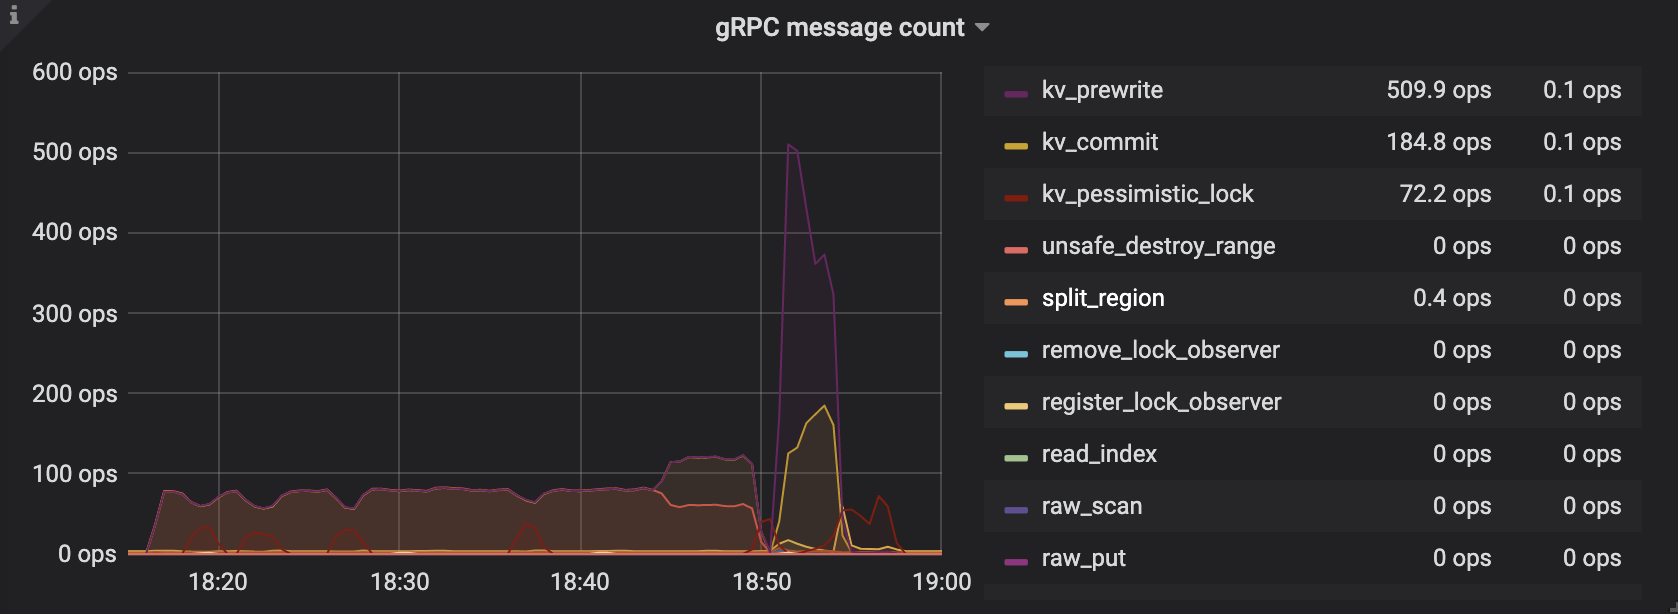 i
gRPC message count
600 ops
500 ops
400 ops
300 ops
200 ops
100 ops
0 ops
18:20 18:30 18:40 18:50 19:00
kv_prewrite 509.9 ops 0.1 ops
kv_commit 184.8 ops 0.1 ops
kv_pessimistic_lock 72.2 ops 0.1 ops
unsafe_destroy_range 0 ops 0 ops
split_region 0.4 ops 0 ops
remove_lock_observer 0 ops 0 ops
register_lock_observer 0 ops 0 ops
read_index 0 ops 0 ops
raw_scan 0 ops 0 ops
raw_put 0 ops 0 ops